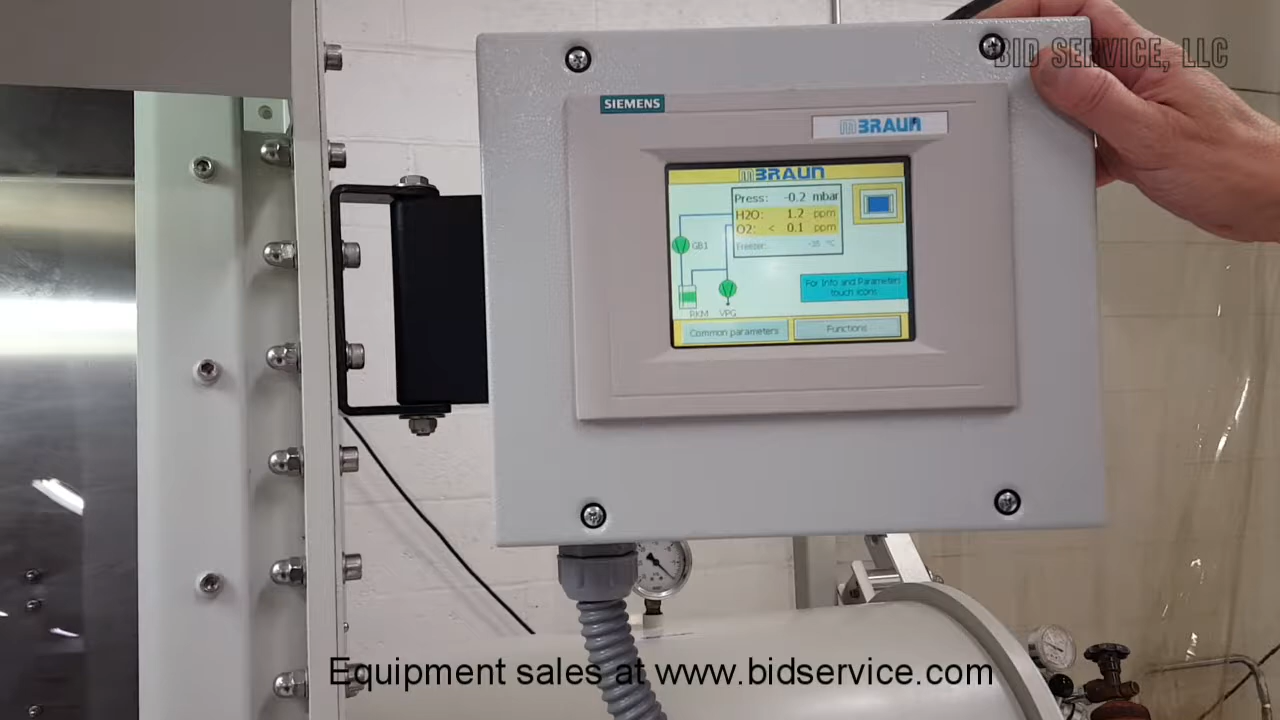 BID SERVICE, LLC
SIEMENS
mBRAUN
mBRAUN
Press: -0.2 mbar
H2O: 1.2 ppm
O2: < 0.1 ppm
Freezer: -35 °C
GB1
For Info and Parameters
touch icons
RKM VPG
Common parameters Functions
Equipment sales at www.bidservice.com